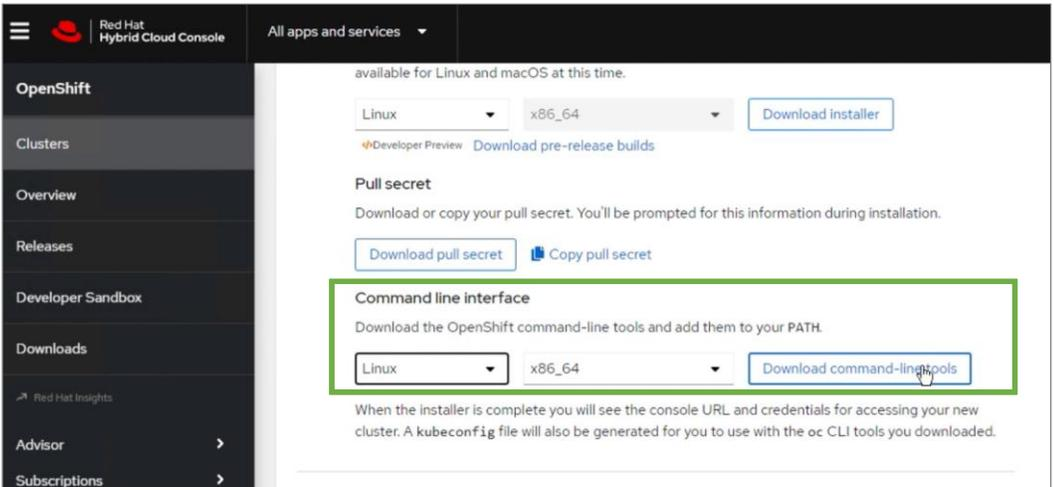 Red Hat
Hybrid Cloud Console
All apps and services
OpenShift
Clusters
Overview
Releases
Developer Sandbox
Downloads
Red Hat Insights
Advisor
Subscriptions
available for Linux and macOS at this time.
Linux
x86_64
Download installer
</>Developer Preview Download pre-release builds
Pull secret
Download or copy your pull secret. You'll be prompted for this information during installation.
Download pull secret
Copy pull secret
Command line interface
Download the OpenShift command-line tools and add them to your PATH.
Linux
x86_64
Download command-line tools
When the installer is complete you will see the console URL and credentials for accessing your new
cluster. A kubeconfig file will also be generated for you to use with the oc CLI tools you downloaded.